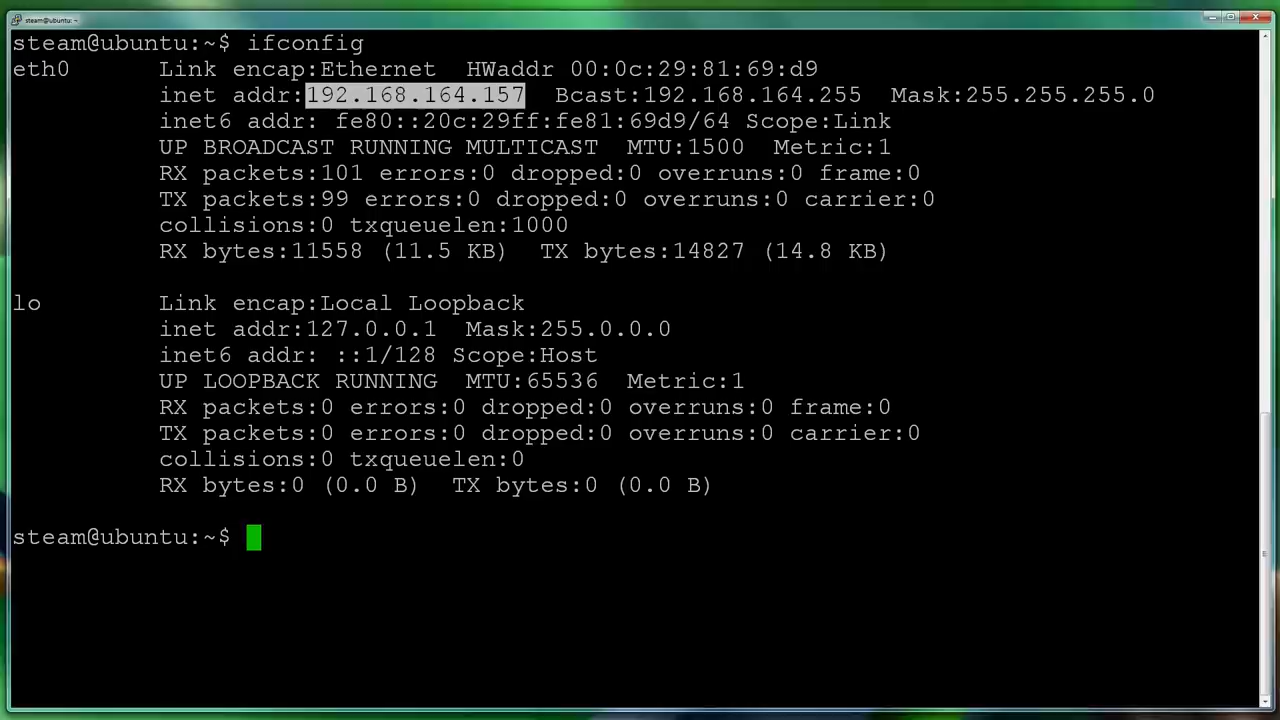 steam@ubuntu: ~
steam@ubuntu:~$ ifconfig
eth0      Link encap:Ethernet  HWaddr 00:0c:29:81:69:d9
          inet addr:192.168.164.157  Bcast:192.168.164.255  Mask:255.255.255.0
          inet6 addr: fe80::20c:29ff:fe81:69d9/64 Scope:Link
          UP BROADCAST RUNNING MULTICAST  MTU:1500  Metric:1
          RX packets:101 errors:0 dropped:0 overruns:0 frame:0
          TX packets:99 errors:0 dropped:0 overruns:0 carrier:0
          collisions:0 txqueuelen:1000
          RX bytes:11558 (11.5 KB)  TX bytes:14827 (14.8 KB)
lo        Link encap:Local Loopback
          inet addr:127.0.0.1  Mask:255.0.0.0
          inet6 addr: ::1/128 Scope:Host
          UP LOOPBACK RUNNING  MTU:65536  Metric:1
          RX packets:0 errors:0 dropped:0 overruns:0 frame:0
          TX packets:0 errors:0 dropped:0 overruns:0 carrier:0
          collisions:0 txqueuelen:0
          RX bytes:0 (0.0 B)  TX bytes:0 (0.0 B)
steam@ubuntu:~$